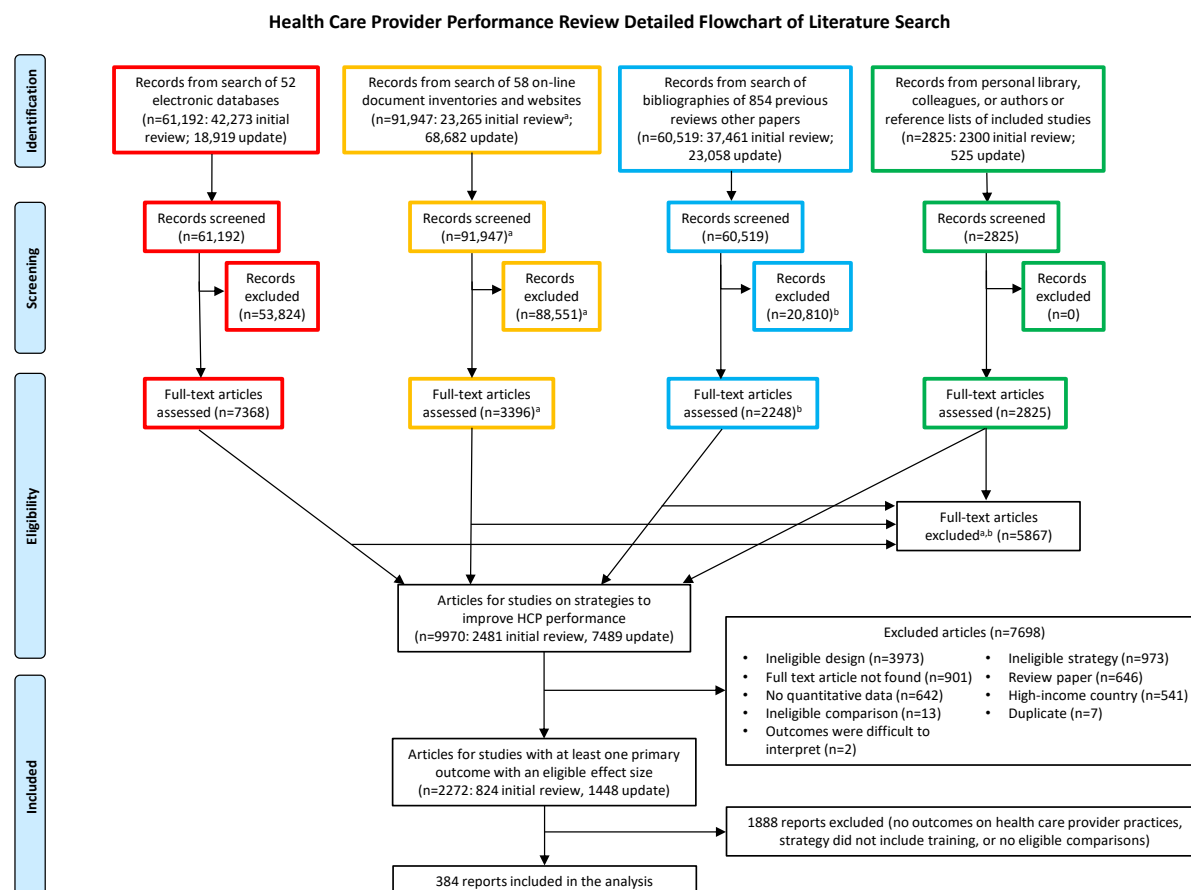 Health Care Provider Performance Review Detailed Flowchart of Literature Search
Identification
Records from search of 52
electronic databases
(n=61,192: 42,273 initial
review; 18,919 update)
Records from search of 58 on-line
document inventories and websites
(n=91,947: 23,265 initial reviewᵃ;
68,682 update)
Records from search of
bibliographies of 854 previous
reviews other papers
(n=60,519: 37,461 initial review;
23,058 update)
Records from personal library,
colleagues, or authors or
reference lists of included studies
(n=2825: 2300 initial review;
525 update)
Screening
Records screened
(n=61,192)
Records screened
(n=91,947)ᵃ
Records screened
(n=60,519)
Records screened
(n=2825)
Records
excluded
(n=53,824)
Records
excluded
(n=88,551)ᵃ
Records
excluded
(n=20,810)ᵇ
Records
excluded
(n=0)
Eligibility
Full-text articles
assessed (n=7368)
Full-text articles
assessed (n=3396)ᵃ
Full-text articles
assessed (n=2248)ᵇ
Full-text articles
assessed (n=2825)
Full-text articles
excludedᵃ,ᵇ (n=5867)
Articles for studies on strategies to
improve HCP performance
(n=9970: 2481 initial review, 7489 update)
Excluded articles (n=7698)
• Ineligible design (n=3973)
• Full text article not found (n=901)
• No quantitative data (n=642)
• Ineligible comparison (n=13)
• Outcomes were difficult to
interpret (n=2)
• Ineligible strategy (n=973)
• Review paper (n=646)
• High-income country (n=541)
• Duplicate (n=7)
Included
Articles for studies with at least one primary
outcome with an eligible effect size
(n=2272: 824 initial review, 1448 update)
1888 reports excluded (no outcomes on health care provider practices,
strategy did not include training, or no eligible comparisons)
384 reports included in the analysis